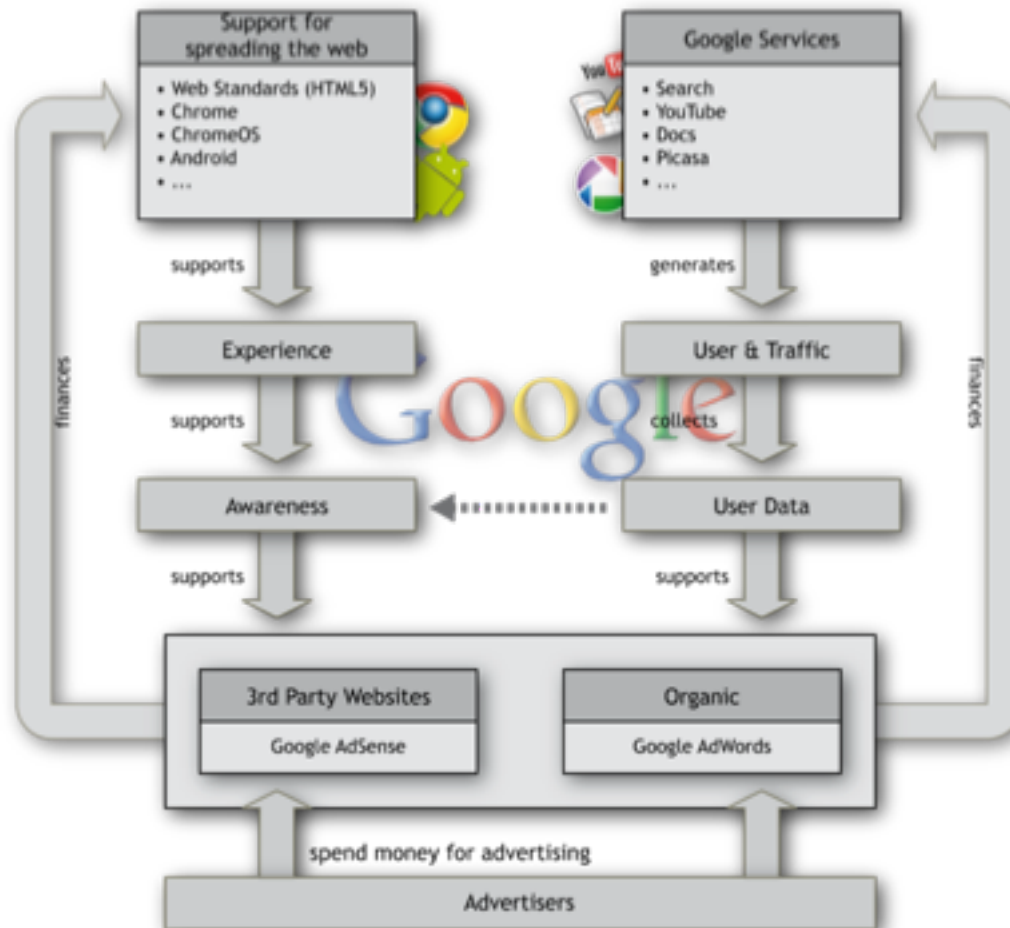 Support for
spreading the web
• Web Standards (HTML5)
• Chrome
• ChromeOS
• Android
• ...
Google Services
• Search
• YouTube
• Docs
• Picasa
• ...
You
supports
generates
Experience
User & Traffic
finances
finances
Google
supports
collects
Awareness
User Data
supports
supports
3rd Party Websites
Google AdSense
Organic
Google AdWords
spend money for advertising
Advertisers